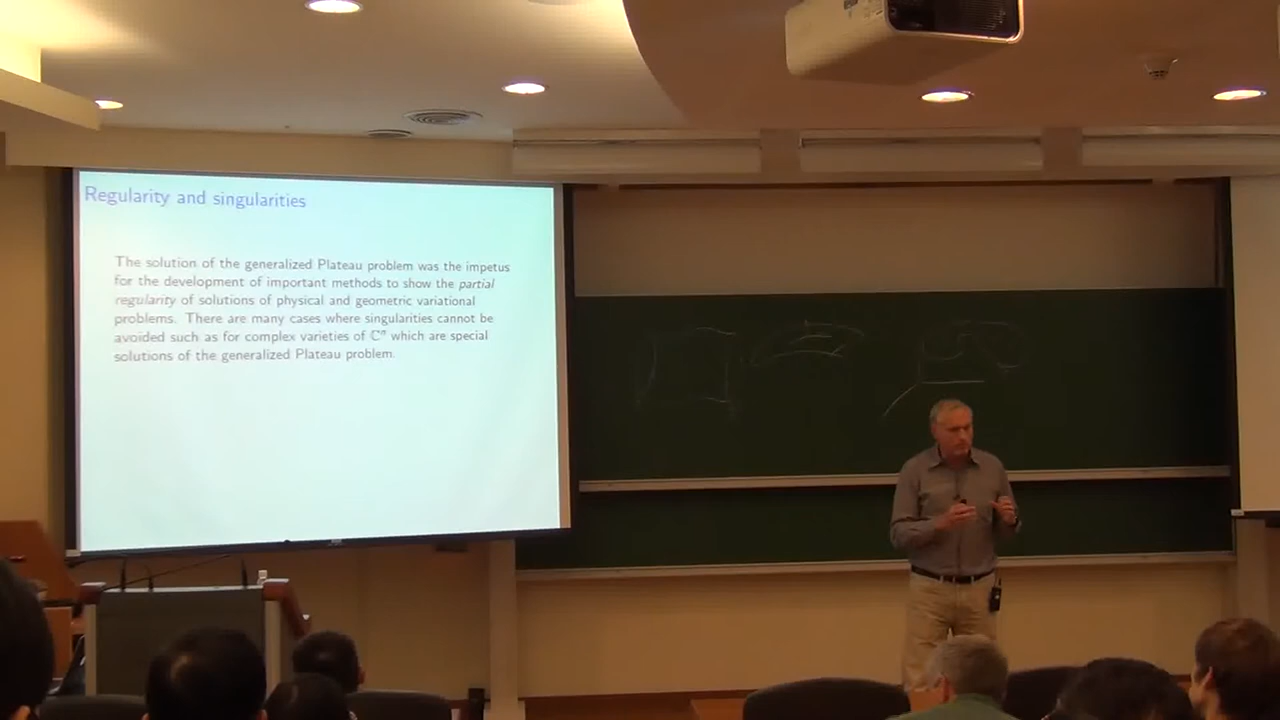 Regularity and singularities
The solution of the generalized Plateau problem was the impetus
for the development of important methods to show the partial
regularity of solutions of physical and geometric variational
problems. There are many cases where singularities cannot be
avoided such as for complex varieties of ℂⁿ which are special
solutions of the generalized Plateau problem.